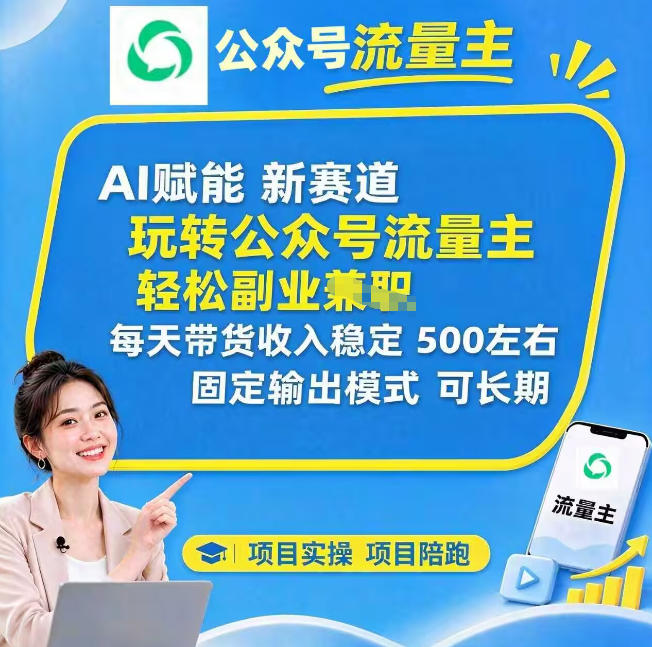 公众号流量主
AI赋能 新赛道
玩转公众号流量主
轻松副业兼职
每天带货收入稳定 500左右
固定输出模式 可长期
流量主
项目实操 项目陪跑